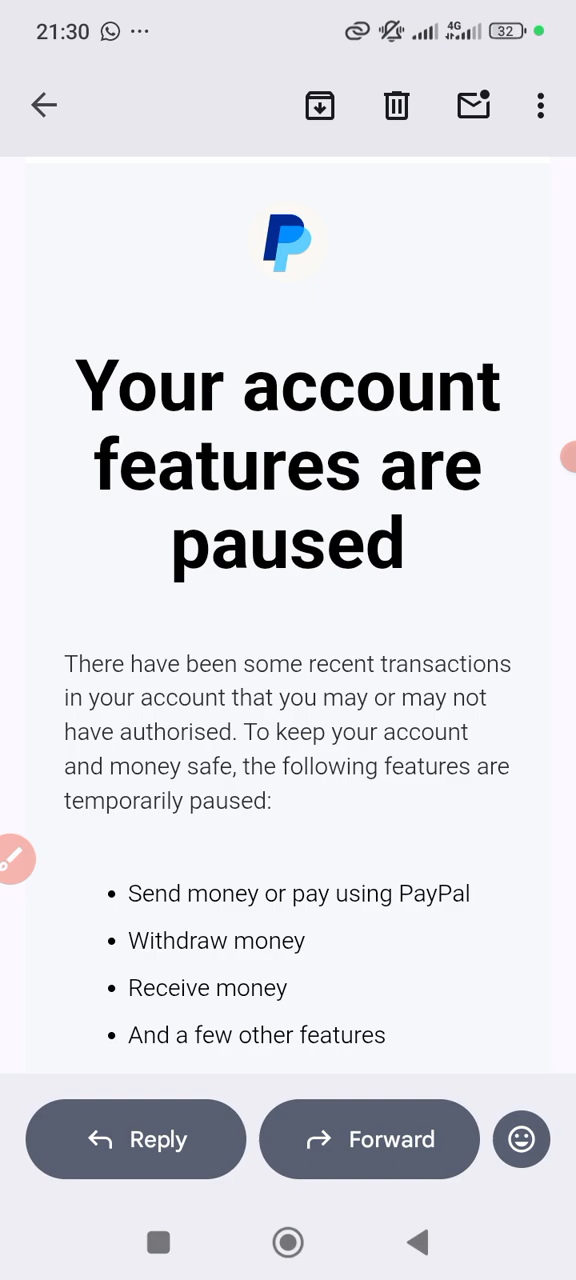 21:30
4G
32
Your account
features are
paused
There have been some recent transactions
in your account that you may or may not
have authorised. To keep your account
and money safe, the following features are
temporarily paused:
• Send money or pay using PayPal
• Withdraw money
• Receive money
• And a few other features
Reply
Forward